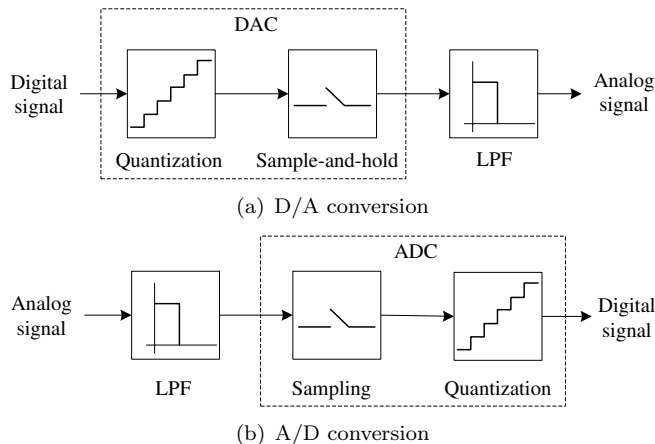 DAC
Digital
signal
Analog
signal
Quantization
Sample-and-hold
LPF
(a) D/A conversion
ADC
Analog
signal
Digital
signal
LPF
Sampling
Quantization
(b) A/D conversion